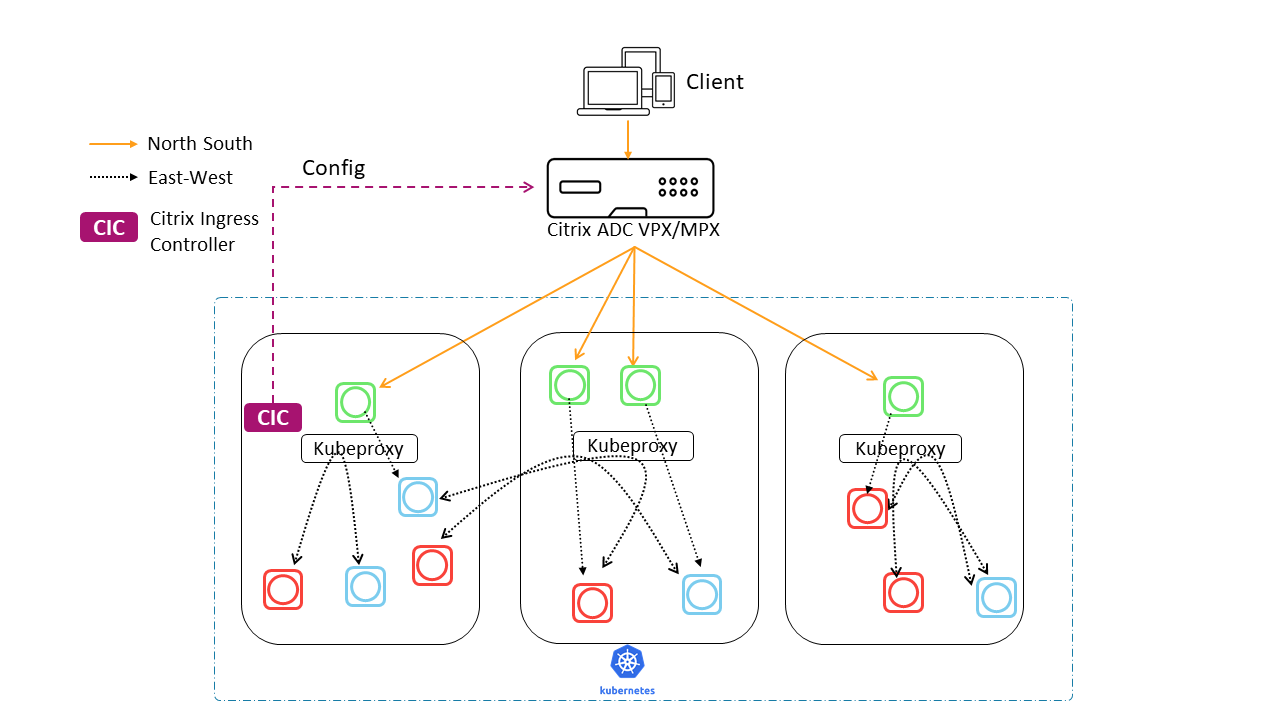 Client
North South
Config
East-West
CIC
Citrix Ingress
Controller
Citrix ADC VPX/MPX
CIC
Kubeproxy
Kubeproxy
Kubeproxy
kubernetes